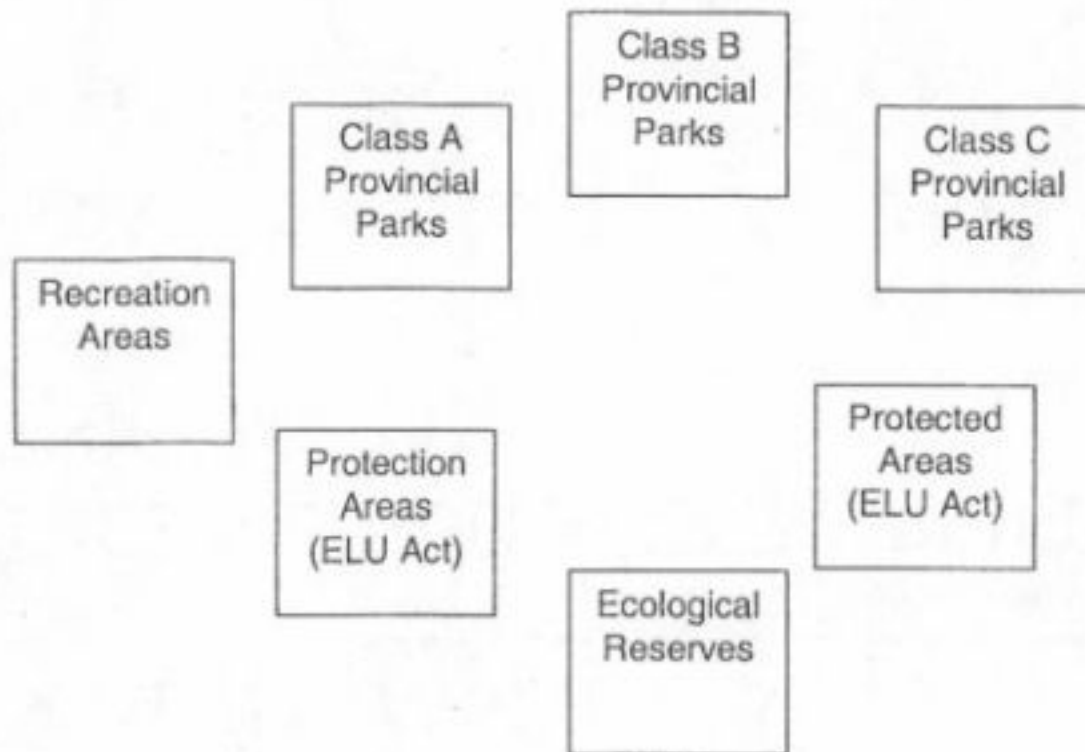 Class B
Provincial
Parks
Class A
Provincial
Parks
Class C
Provincial
Parks
Recreation
Areas
Protected
Areas
(ELU Act)
Protection
Areas
(ELU Act)
Ecological
Reserves